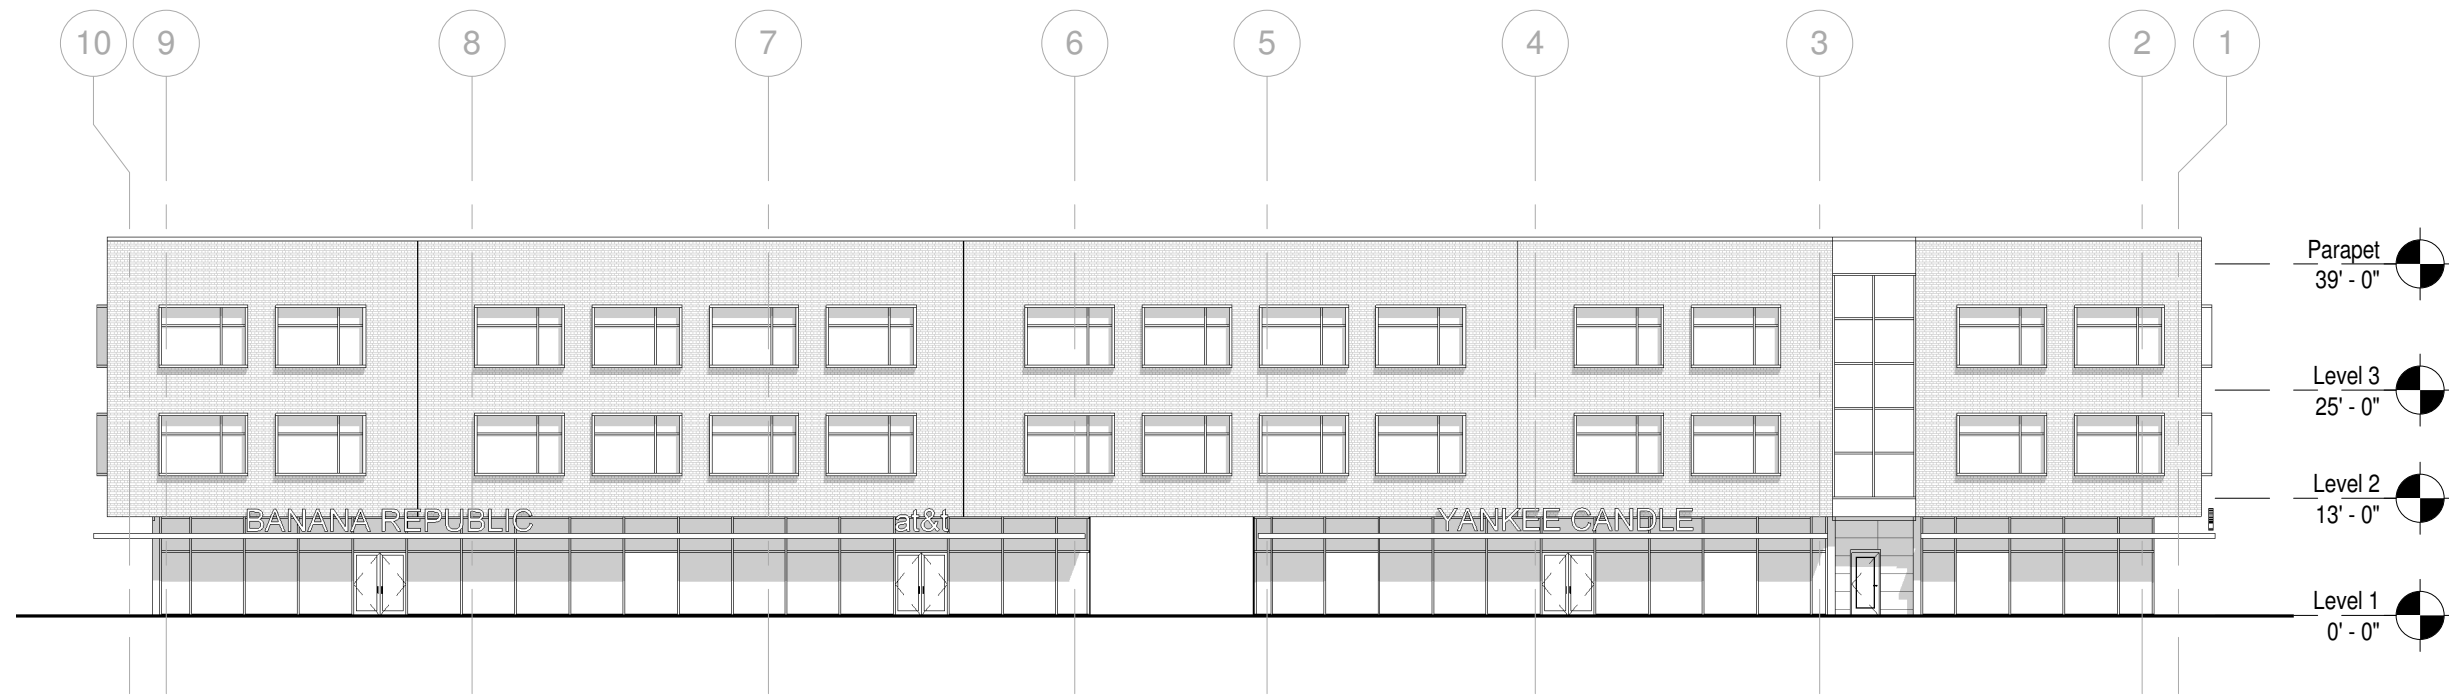 10 9 8 7 6 5 4 3 2 1
Parapet
39' - 0"
Level 3
25' - 0"
Level 2
13' - 0"
BANANA REPUBLIC at&t YANKEE CANDLE
Level 1
0' - 0"